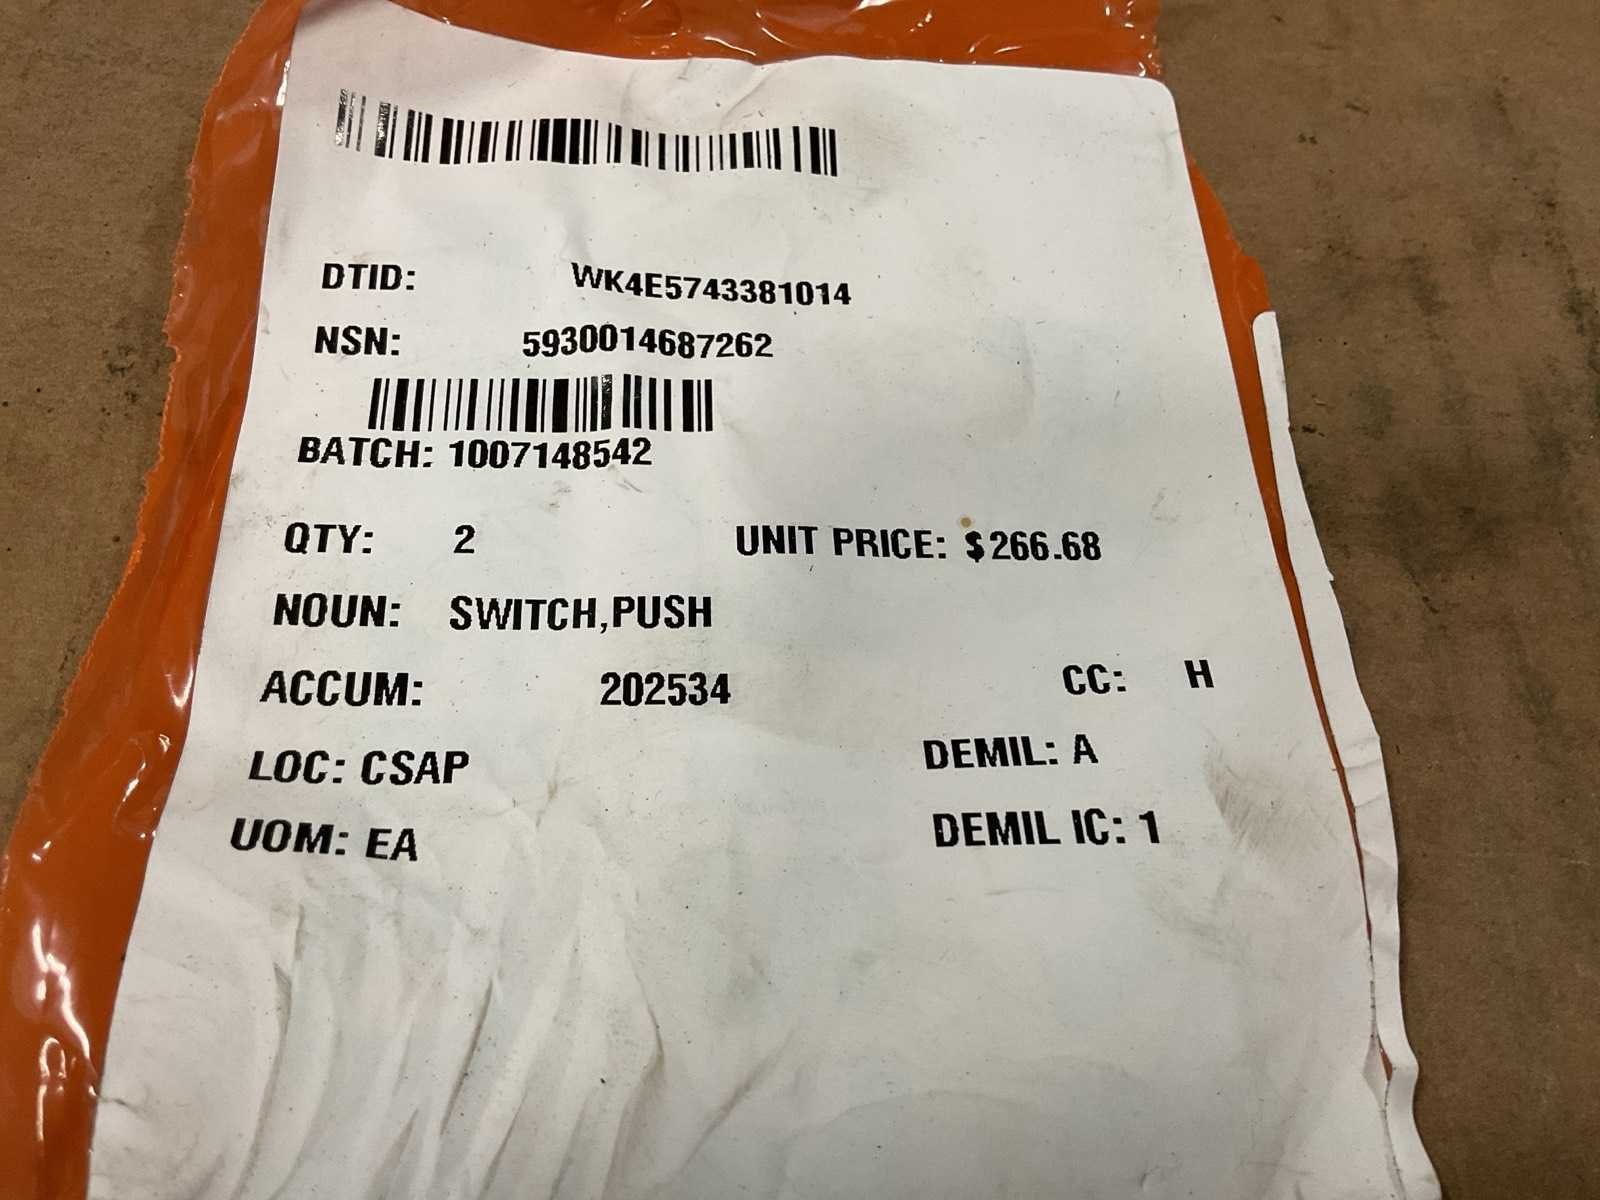 DTID: WK4E5743381014
NSN: 5930014687262
BATCH: 1007148542
QTY: 2 UNIT PRICE: $266.68
NOUN: SWITCH,PUSH
ACCUM: 202534 CC: H
LOC: CSAP DEMIL: A
UOM: EA DEMIL IC: 1